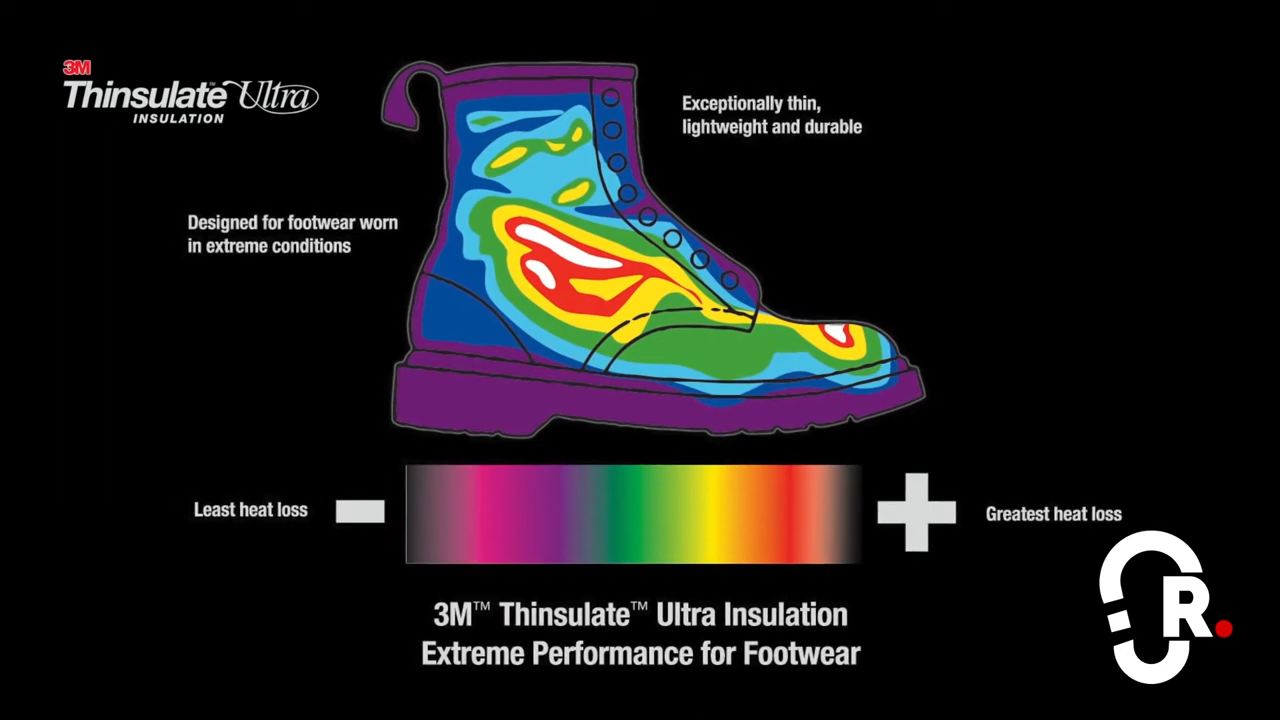 3M
Thinsulate™ Ultra
INSULATION
Exceptionally thin,
lightweight and durable
Designed for footwear worn
in extreme conditions
Least heat loss
Greatest heat loss
3M™ Thinsulate™ Ultra Insulation
Extreme Performance for Footwear
R.